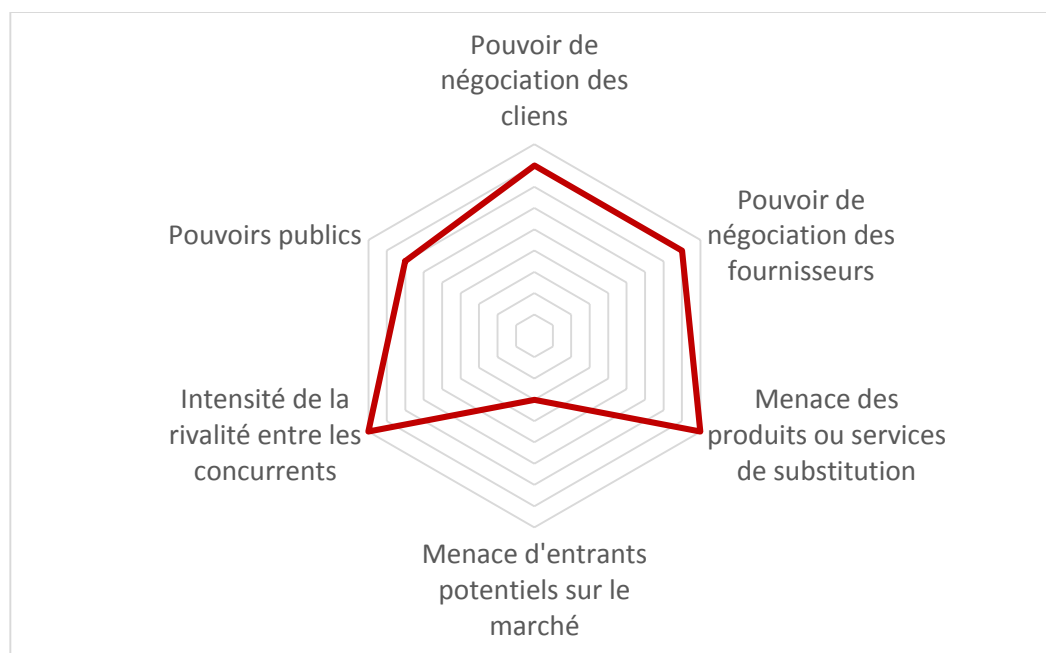 Pouvoir de
négociation des
cliens
Pouvoir de
négociation des
fournisseurs
Menace des
produits ou services
de substitution
Menace d'entrants
potentiels sur le
marché
Intensité de la
rivalité entre les
concurrents
Pouvoirs publics